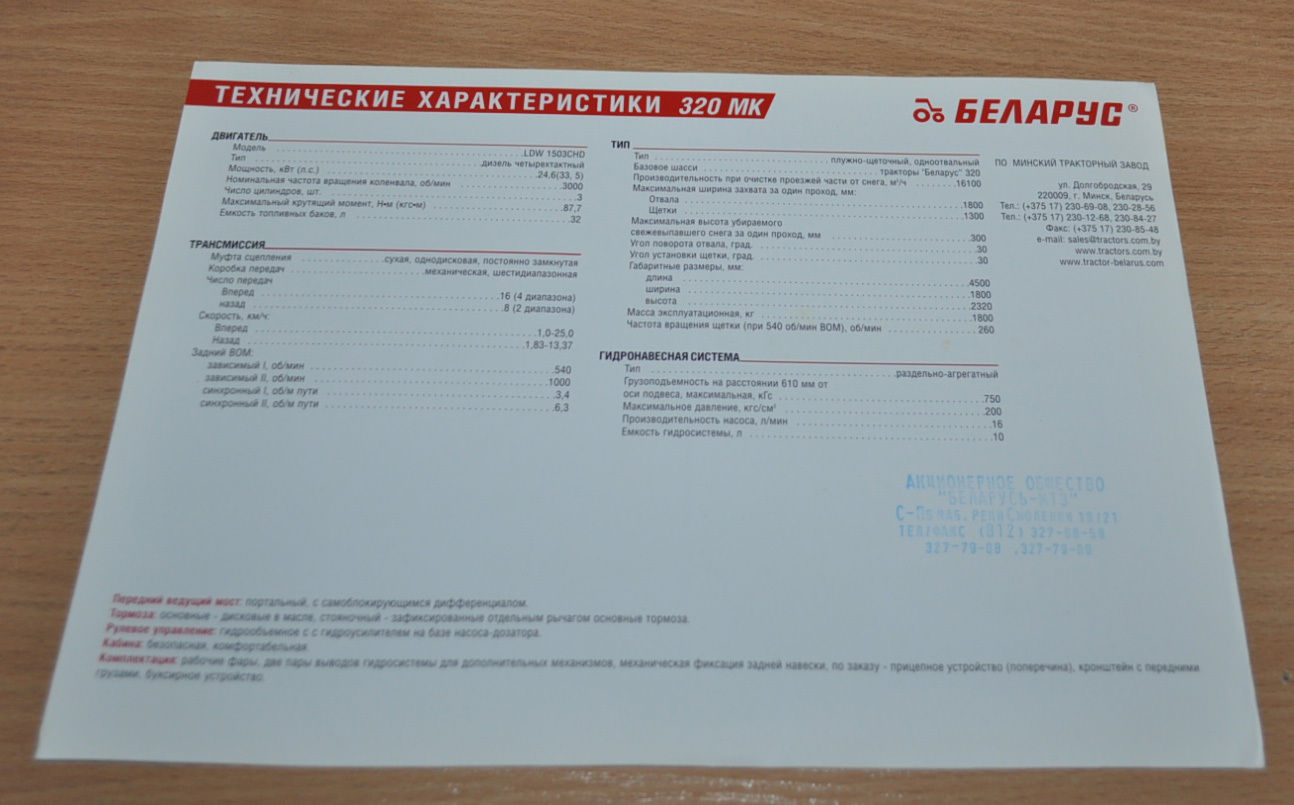 ТЕХНИЧЕСКИЕ ХАРАКТЕРИСТИКИ 320 МК
БЕЛАРУС®
ДВИГАТЕЛЬ
Модель ........ LDW 1503CHD
Тип ........ дизель четырехтактный
Мощность, кВт (л.с.) ........ 24,6(33, 5)
Номинальная частота вращения коленвала, об/мин ........ 3000
Число цилиндров, шт. ........ 3
Максимальный крутящий момент, Н•м (кгс•м) ........ 87,7
Емкость топливных баков, л ........ 32
ТРАНСМИССИЯ
Муфта сцепления ........ сухая, однодисковая, постоянно замкнутая
Коробка передач ........ механическая, шестидиапазонная
Число передач
Вперед ........ 16 (4 диапазона)
назад ........ 8 (2 диапазона)
Скорость, км/ч:
Вперед ........ 1,0-25,0
Назад ........ 1,83-13,37
Задний ВОМ:
зависимый I, об/мин ........ 540
зависимый II, об/мин ........ 1000
синхронный I, об/м пути ........ 3,4
синхронный II, об/м пути ........ 6,3
ТИП
Тип ........ плужно-щеточный, одноотвальный
Базовое шасси ........ тракторы "Беларус" 320
Производительность при очистке проезжей части от снега, м²/ч ........ 16100
Максимальная ширина захвата за один проход, мм:
Отвала ........ 1800
Щетки ........ 1300
Максимальная высота убираемого
свежевыпавшего снега за один проход, мм ........ 300
Угол поворота отвала, град. ........ 30
Угол установки щетки, град. ........ 30
Габаритные размеры, мм:
длина ........ 4500
ширина ........ 1800
высота ........ 2320
Масса эксплуатационная, кг ........ 1800
Частота вращения щетки (при 540 об/мин ВОМ), об/мин ........ 260
ГИДРОНАВЕСНАЯ СИСТЕМА
Тип ........ раздельно-агрегатный
Грузоподъемность на расстоянии 610 мм от
оси подвеса, максимальная, кГс ........ 750
Максимальное давление, кгс/см² ........ 200
Производительность насоса, л/мин ........ 16
Емкость гидросистемы, л ........ 10
ПО МИНСКИЙ ТРАКТОРНЫЙ ЗАВОД
ул. Долгобродская, 29
220009, г. Минск, Беларусь
Тел.: (+375 17) 230-69-08, 230-28-56
Тел.: (+375 17) 230-12-68, 230-84-27
Факс: (+375 17) 230-85-48
e-mail: sales@tractors.com.by
www.tractors.com.by
www.tractor-belarus.com
АКЦИОНЕРНОЕ ОБЩЕСТВО
"БЕЛАРУСЬ-МТЗ"
С-Пб НАБ. РЕКИ СМОЛЕНКИ
ТЕЛ/ФАКС (812)
327-79-08
Передний ведущий мост: портальный, с самоблокирующимся дифференциалом.
Тормоза: основные - дисковые в масле, стояночный - зафиксированные отдельным рычагом основные тормоза.
Рулевое управление: гидрообъемное с с гидроусилителем на базе насоса-дозатора.
Кабина: безопасная, комфортабельная.
Комплектация: рабочие фары, две пары выводов гидросистемы для дополнительных механизмов, механическая фиксация задней навески, по заказу - прицепное устройство (поперечина), кронштейн с передними
грузами, буксирное устройство.